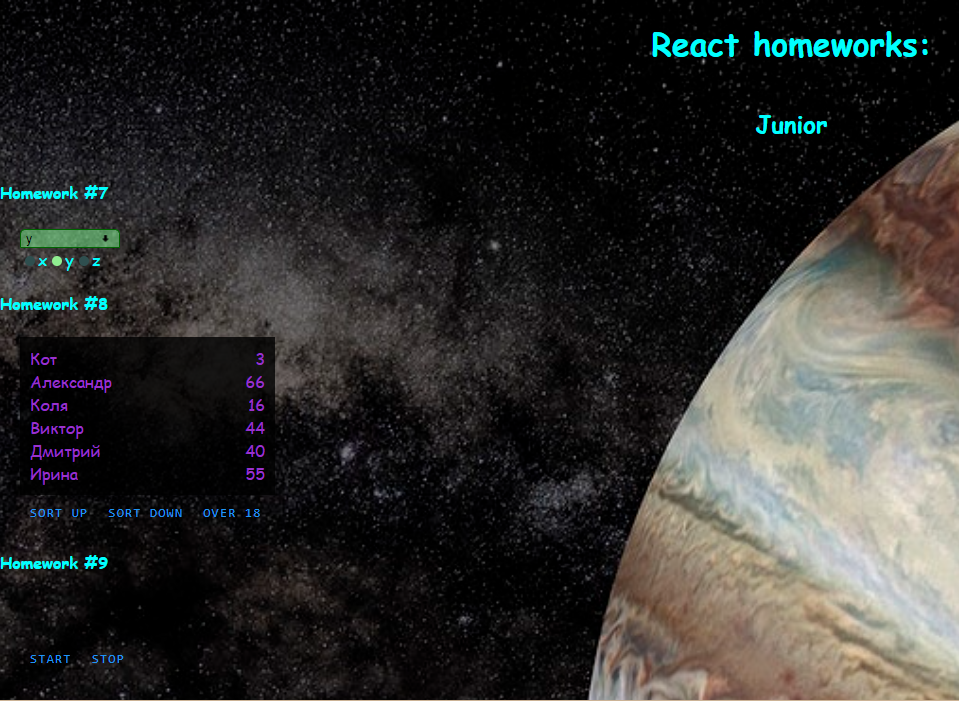 React homeworks:
Junior
Homework #7
y
x y z
Homework #8
Кот 3
Александр 66
Коля 16
Виктор 44
Дмитрий 40
Ирина 55
SORT UP SORT DOWN OVER 18
Homework #9
START STOP